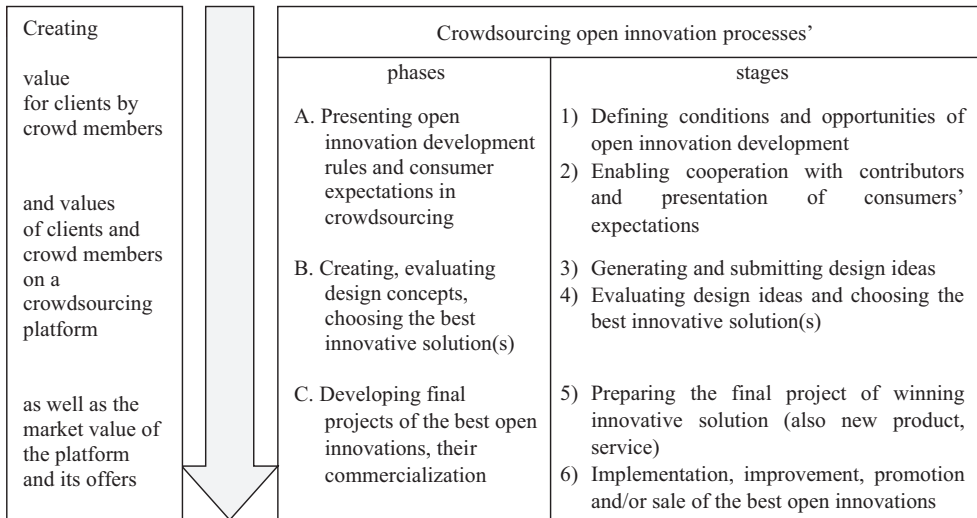 Creating
value
for clients by
crowd members
and values
of clients and
crowd members
on a
crowdsourcing
platform
as well as the
market value of
the platform
and its offers
Crowdsourcing open innovation processes’
phases
A. Presenting open
innovation development
rules and consumer
expectations in
crowdsourcing
B. Creating, evaluating
design concepts,
choosing the best
innovative solution(s)
C. Developing final
projects of the best open
innovations, their
commercialization
stages
1) Defining conditions and opportunities of
open innovation development
2) Enabling cooperation with contributors
and presentation of consumers’
expectations
3) Generating and submitting design ideas
4) Evaluating design ideas and choosing the
best innovative solution(s)
5) Preparing the final project of winning
innovative solution (also new product,
service)
6) Implementation, improvement, promotion
and/or sale of the best open innovations